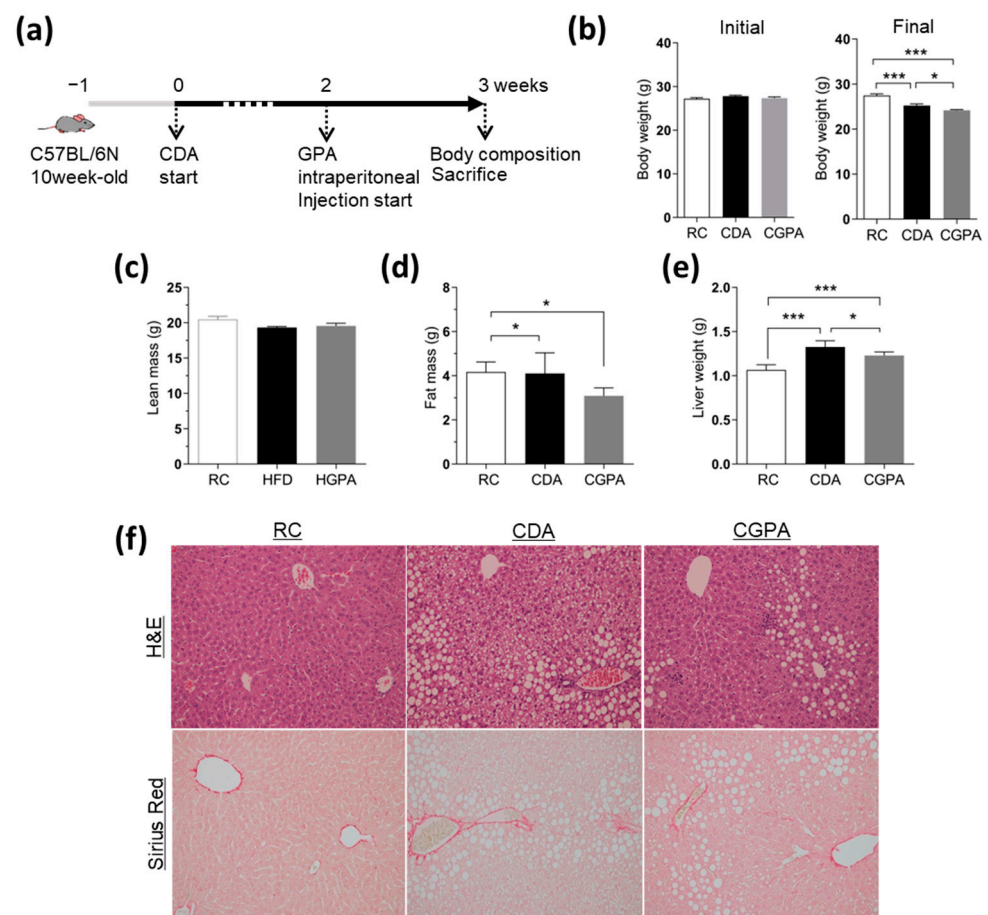 (a)
−1
0
2
3 weeks
C57BL/6N
10week-old
CDA
start
GPA
intraperitoneal
Injection start
Body composition
Sacrifice
(b)
Initial
Body weight (g)
40
30
20
10
0
RC
CDA
CGPA
Final
Body weight (g)
40
30
20
10
0
***
***
*
RC
CDA
CGPA
(c)
Lean mass (g)
25
20
15
10
5
0
RC
HFD
HGPA
(d)
Fat mass (g)
8
6
4
2
0
*
*
RC
CDA
CGPA
(e)
Liver weight (g)
2.0
1.5
1.0
0.5
0.0
***
***
*
RC
CDA
CGPA
(f)
RC
CDA
CGPA
H&E
Sirius Red